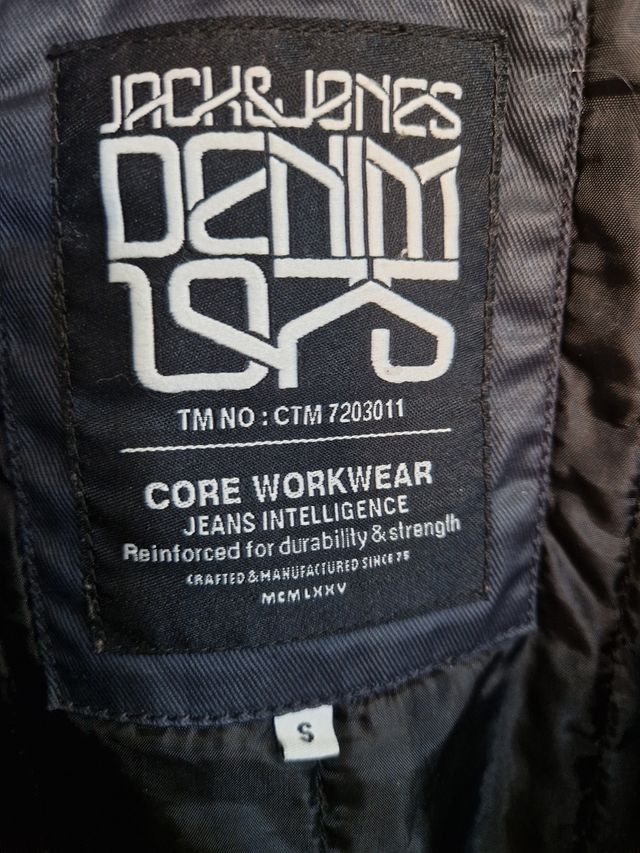 JACK&JONES
DENIM
1975
TM NO : CTM 7203011
CORE WORKWEAR
JEANS INTELLIGENCE
Reinforced for durability & strength
CRAFTED & MANUFACTURED SINCE 75
MCMLXXV
S